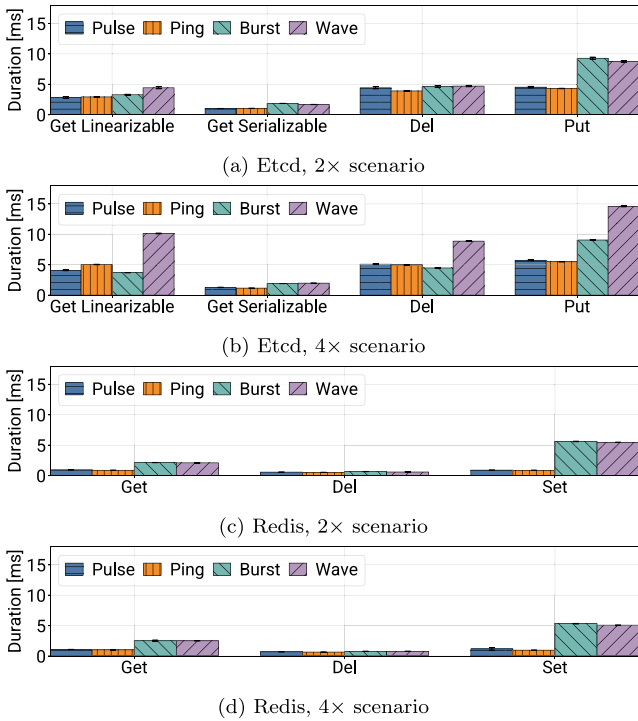 Duration [ms]
15
10
5
0
Pulse Ping Burst Wave
Get Linearizable Get Serializable Del Put
(a) Etcd, 2× scenario
Duration [ms]
15
10
5
0
Pulse Ping Burst Wave
Get Linearizable Get Serializable Del Put
(b) Etcd, 4× scenario
Duration [ms]
15
10
5
0
Pulse Ping Burst Wave
Get Del Set
(c) Redis, 2× scenario
Duration [ms]
15
10
5
0
Pulse Ping Burst Wave
Get Del Set
(d) Redis, 4× scenario